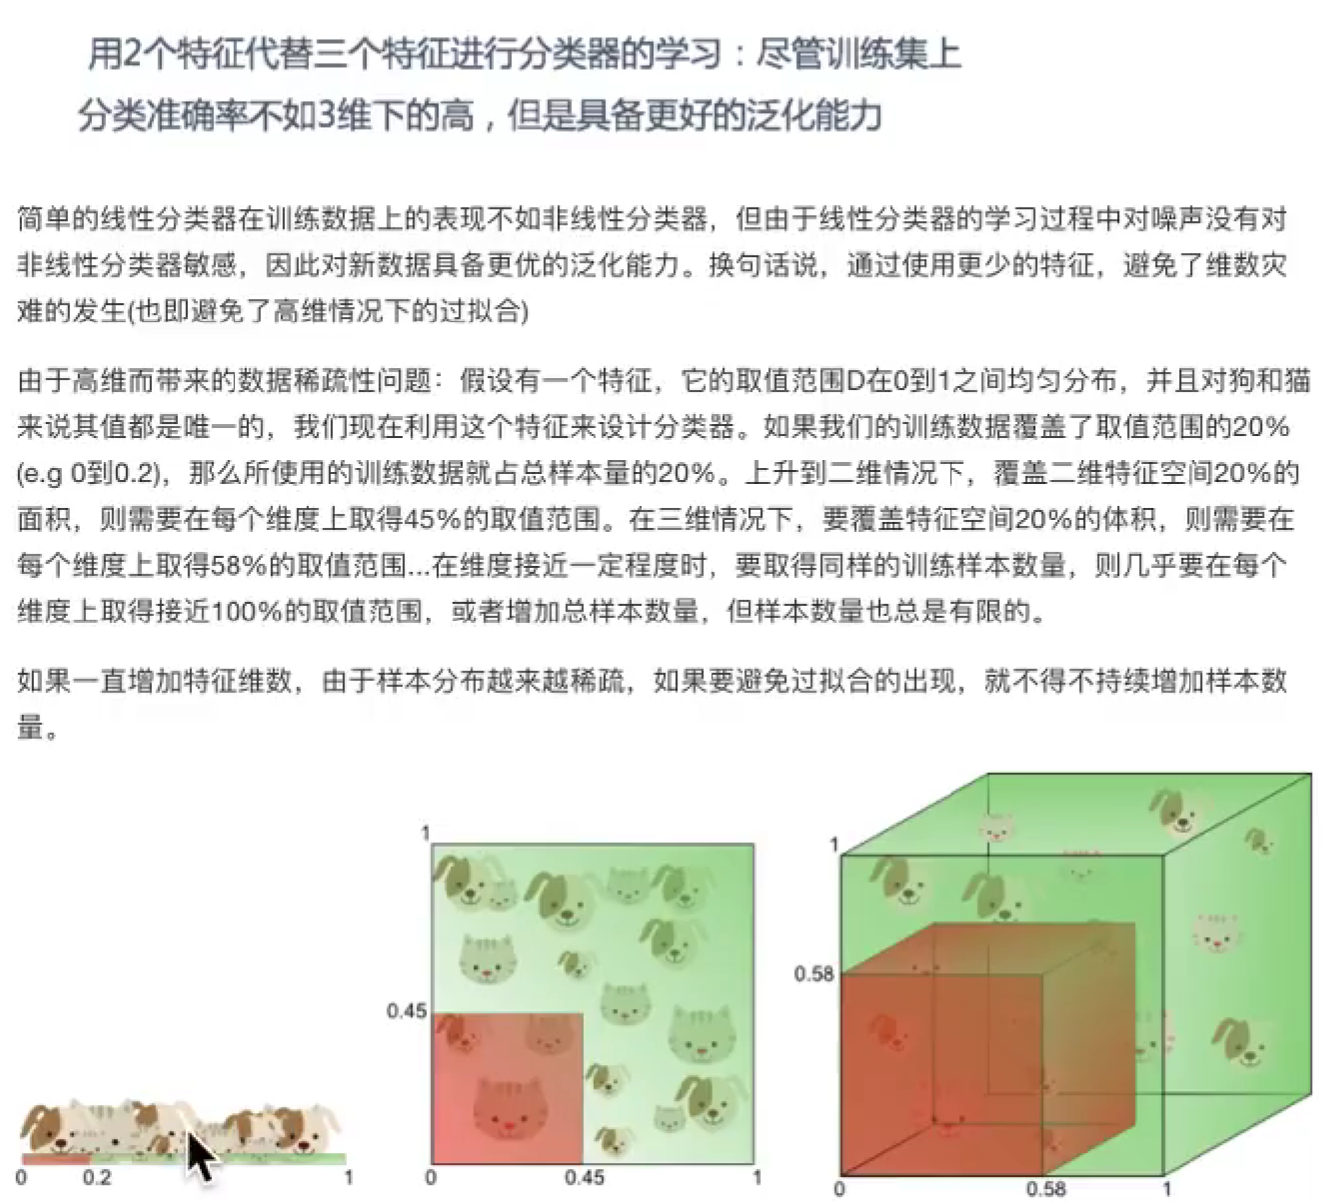 用2个特征代替三个特征进行分类器的学习：尽管训练集上
分类准确率不如3维下的高，但是具备更好的泛化能力
简单的线性分类器在训练数据上的表现不如非线性分类器，但由于线性分类器的学习过程中对噪声没有对
非线性分类器敏感，因此对新数据具备更优的泛化能力。换句话说，通过使用更少的特征，避免了维数灾
难的发生(也即避免了高维情况下的过拟合)
由于高维而带来的数据稀疏性问题：假设有一个特征，它的取值范围D在0到1之间均匀分布，并且对狗和猫
来说其值都是唯一的，我们现在利用这个特征来设计分类器。如果我们的训练数据覆盖了取值范围的20%
(e.g 0到0.2)，那么所使用的训练数据就占总样本量的20%。上升到二维情况下，覆盖二维特征空间20%的
面积，则需要在每个维度上取得45%的取值范围。在三维情况下，要覆盖特征空间20%的体积，则需要在
每个维度上取得58%的取值范围...在维度接近一定程度时，要取得同样的训练样本数量，则几乎要在每个
维度上取得接近100%的取值范围，或者增加总样本数量，但样本数量也总是有限的。
如果一直增加特征维数，由于样本分布越来越稀疏，如果要避免过拟合的出现，就不得不持续增加样本数
量。
0 0.2 1
1
0.45
0 0.45 1
1
0.58
0 0.58 1